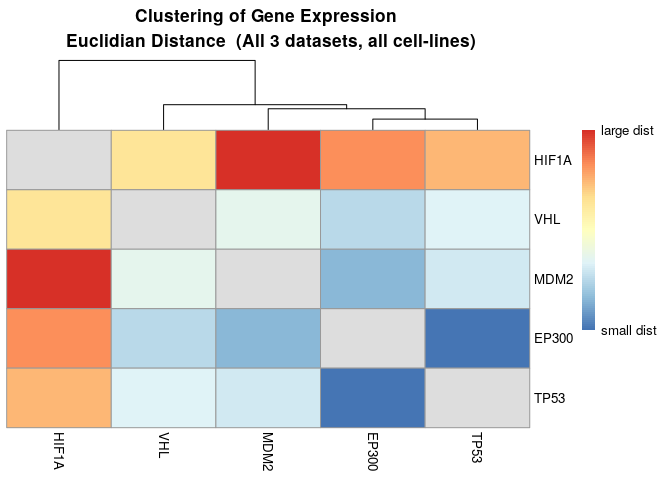 Clustering of Gene Expression
Euclidian Distance (All 3 datasets, all cell-lines)
large dist
small dist
HIF1A
VHL
MDM2
EP300
TP53
HIF1A
VHL
MDM2
EP300
TP53